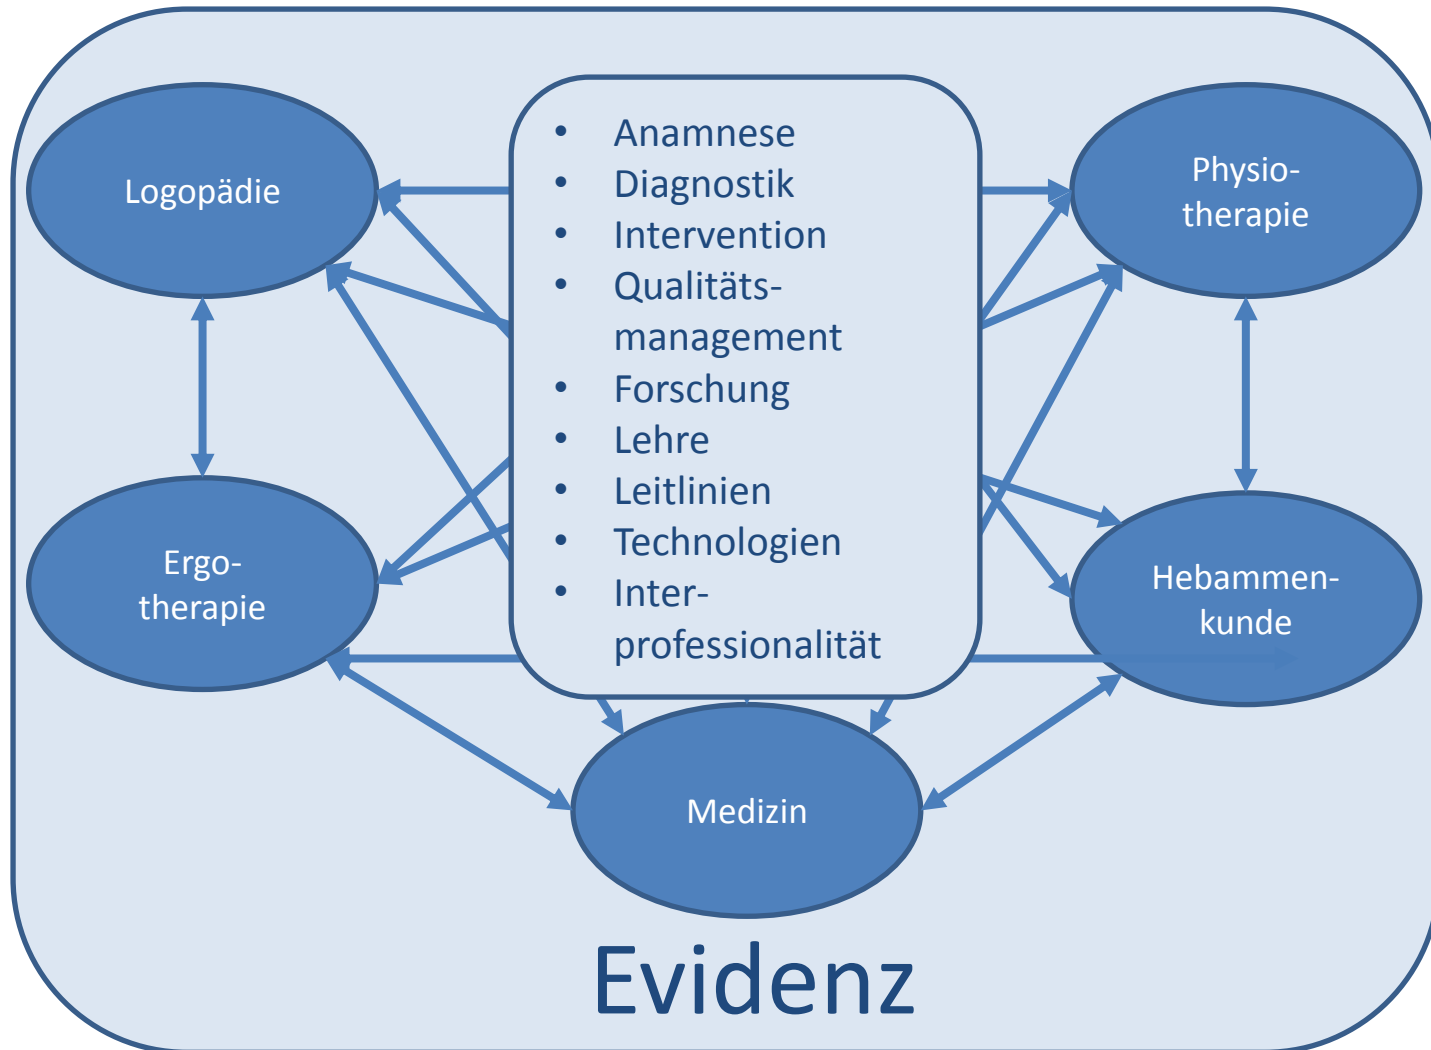 Logopädie
• Anamnese
• Diagnostik
• Intervention
• Qualitäts-
management
• Forschung
• Lehre
• Leitlinien
• Technologien
• Inter-
professionalität
Physio-
therapie
Ergo-
therapie
Hebammen-
kunde
Medizin
Evidenz